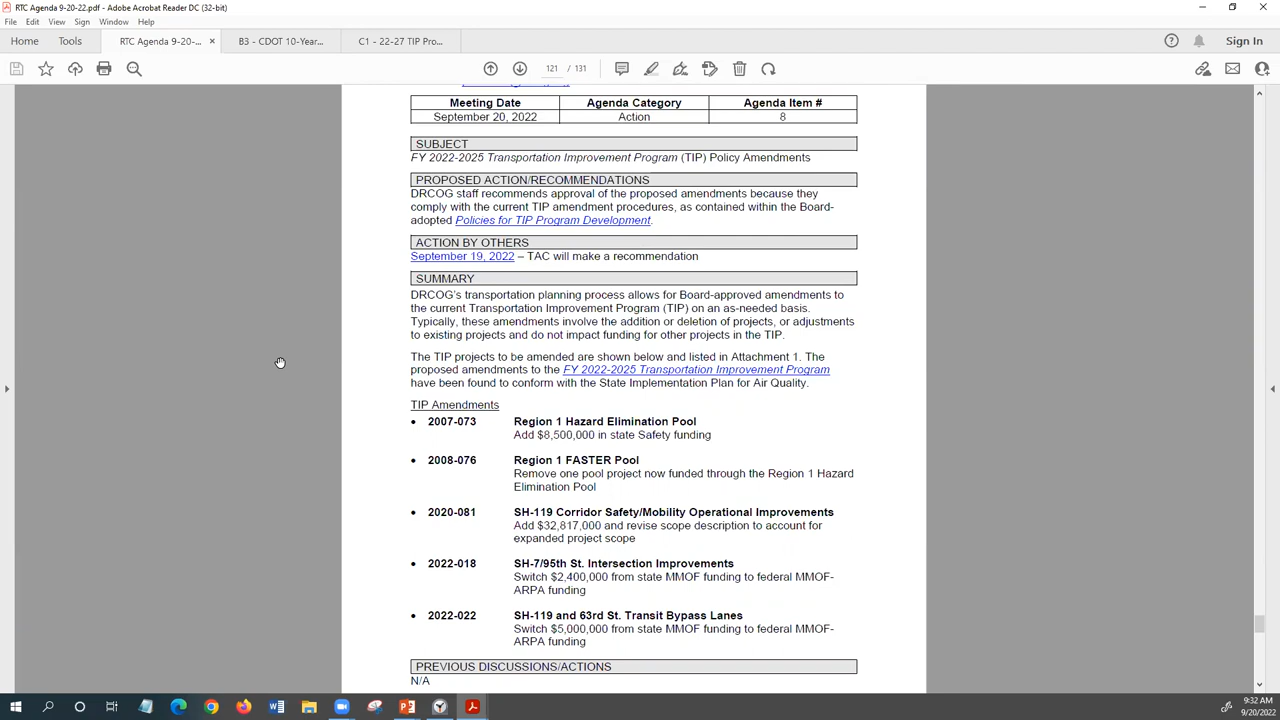 RTC Agenda 9-20-22.pdf - Adobe Acrobat Reader DC (32-bit)
File Edit View Sign Window Help
Home Tools RTC Agenda 9-20-... × B3 - CDOT 10-Year... C1 - 22-27 TIP Pro... Sign In
121 / 131
Meeting Date Agenda Category Agenda Item #
September 20, 2022 Action 8
SUBJECT
FY 2022-2025 Transportation Improvement Program (TIP) Policy Amendments
PROPOSED ACTION/RECOMMENDATIONS
DRCOG staff recommends approval of the proposed amendments because they
comply with the current TIP amendment procedures, as contained within the Board-
adopted Policies for TIP Program Development.
ACTION BY OTHERS
September 19, 2022 – TAC will make a recommendation
SUMMARY
DRCOG's transportation planning process allows for Board-approved amendments to
the current Transportation Improvement Program (TIP) on an as-needed basis.
Typically, these amendments involve the addition or deletion of projects, or adjustments
to existing projects and do not impact funding for other projects in the TIP.
The TIP projects to be amended are shown below and listed in Attachment 1. The
proposed amendments to the FY 2022-2025 Transportation Improvement Program
have been found to conform with the State Implementation Plan for Air Quality.
TIP Amendments
• 2007-073 Region 1 Hazard Elimination Pool
Add $8,500,000 in state Safety funding
• 2008-076 Region 1 FASTER Pool
Remove one pool project now funded through the Region 1 Hazard
Elimination Pool
• 2020-081 SH-119 Corridor Safety/Mobility Operational Improvements
Add $32,817,000 and revise scope description to account for
expanded project scope
• 2022-018 SH-7/95th St. Intersection Improvements
Switch $2,400,000 from state MMOF funding to federal MMOF-
ARPA funding
• 2022-022 SH-119 and 63rd St. Transit Bypass Lanes
Switch $5,000,000 from state MMOF funding to federal MMOF-
ARPA funding
PREVIOUS DISCUSSIONS/ACTIONS
N/A
9:32 AM
9/20/2022